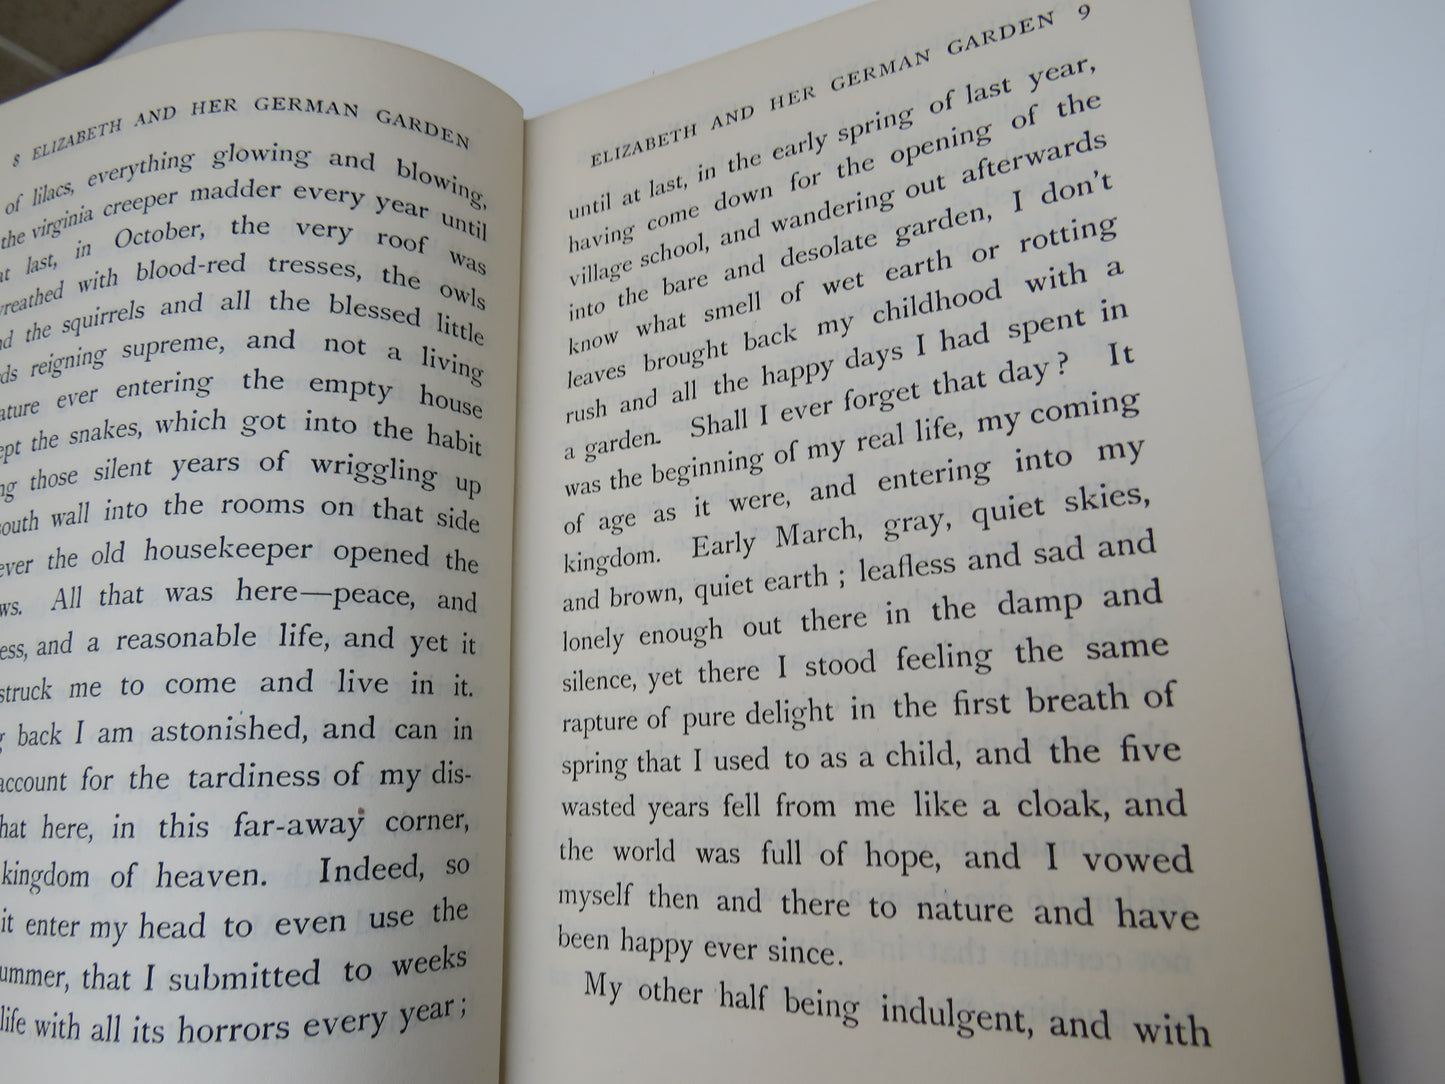 8 ELIZABETH AND HER GERMAN GARDEN
of lilacs, everything glowing and blowing,
the virginia creeper madder every year until
last, in October, the very roof was
wreathed with blood-red tresses, the owls
the squirrels and all the blessed little
reigning supreme, and not a living
ever entering the empty house
the snakes, which got into the habit
those silent years of wriggling up
south wall into the rooms on that side
the old housekeeper opened the
All that was here—peace, and
and a reasonable life, and yet it
struck me to come and live in it.
back I am astonished, and can in
account for the tardiness of my dis-
here, in this far-away corner,
kingdom of heaven. Indeed, so
it enter my head to even use the
that I submitted to weeks
life with all its horrors every year;
ELIZABETH AND HER GERMAN GARDEN 9
until at last, in the early spring of last year,
having come down for the opening of the
village school, and wandering out afterwards
into the bare and desolate garden, I don't
know what smell of wet earth or rotting
leaves brought back my childhood with a
rush and all the happy days I had spent in
a garden. Shall I ever forget that day? It
was the beginning of my real life, my coming
of age as it were, and entering into my
kingdom. Early March, gray, quiet skies,
and brown, quiet earth; leafless and sad and
lonely enough out there in the damp and
silence, yet there I stood feeling the same
rapture of pure delight in the first breath of
spring that I used to as a child, and the five
wasted years fell from me like a cloak, and
the world was full of hope, and I vowed
myself then and there to nature and have
been happy ever since.
My other half being indulgent, and with